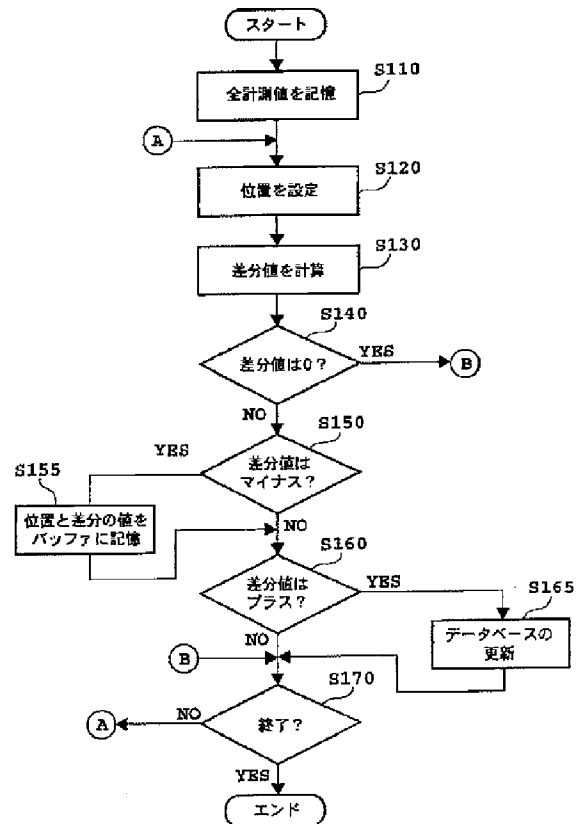 スタート
S110
全計測値を記憶
A
S120
位置を設定
S130
差分値を計算
S140
差分値は0?
YES
B
NO
S150
YES
差分値は
マイナス?
S155
位置と差分の値を
バッファに記憶
NO
S160
差分値は
プラス?
YES
S165
データベースの
更新
NO
B
S170
A
NO
終了?
YES
エンド